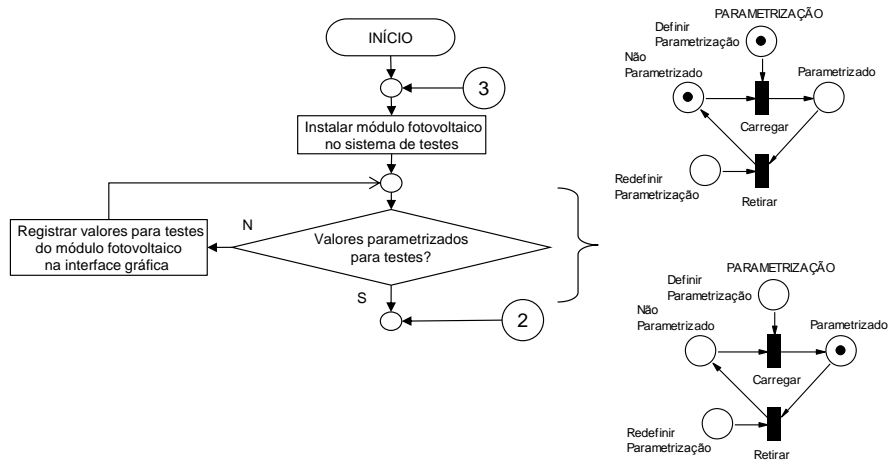 INÍCIO
3
Instalar módulo fotovoltaico
no sistema de testes
N
Registrar valores para testes
do módulo fotovoltaico
na interface gráfica
Valores parametrizados
para testes?
S
2
PARAMETRIZAÇÃO
Definir
Parametrização
Não
Parametrizado
Parametrizado
Carregar
Redefinir
Parametrização
Retirar
PARAMETRIZAÇÃO
Definir
Parametrização
Não
Parametrizado
Parametrizado
Carregar
Redefinir
Parametrização
Retirar